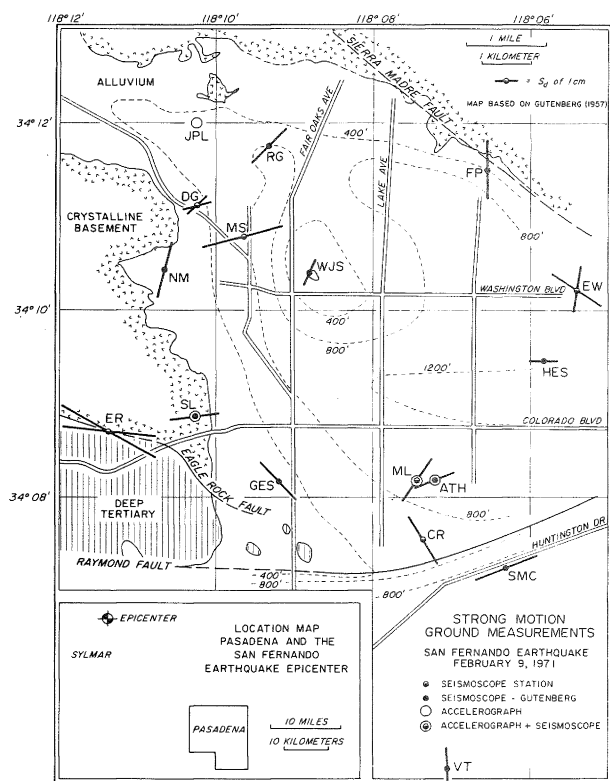 118° 12'
118° 10'
118° 08'
118° 06'
1 MILE
1 KILOMETER
= Sd of 1cm
MAP BASED ON GUTENBERG (1957)
ALLUVIUM
SIERRA MADRE FAULT
FAIR OAKS AVE
LAKE AVE
34° 12'
JPL
RG
400'
FP
DG
CRYSTALLINE
BASEMENT
MS
800'
NM
WJS
EW
WASHINGTON BLVD
34° 10'
400'
800'
1200'
HES
SL
ER
COLORADO BLVD
EAGLE ROCK FAULT
GES
ML
ATH
34° 08'
DEEP
TERTIARY
800'
CR
HUNTINGTON DR
RAYMOND FAULT
400'
800'
800'
SMC
EPICENTER
SYLMAR
LOCATION MAP
PASADENA AND THE
SAN FERNANDO
EARTHQUAKE EPICENTER
PASADENA
10 MILES
10 KILOMETERS
STRONG MOTION
GROUND MEASUREMENTS
SAN FERNANDO EARTHQUAKE
FEBRUARY 9, 1971
SEISMOSCOPE STATION
SEISMOSCOPE - GUTENBERG
ACCELEROGRAPH
ACCELEROGRAPH + SEISMOSCOPE
VT